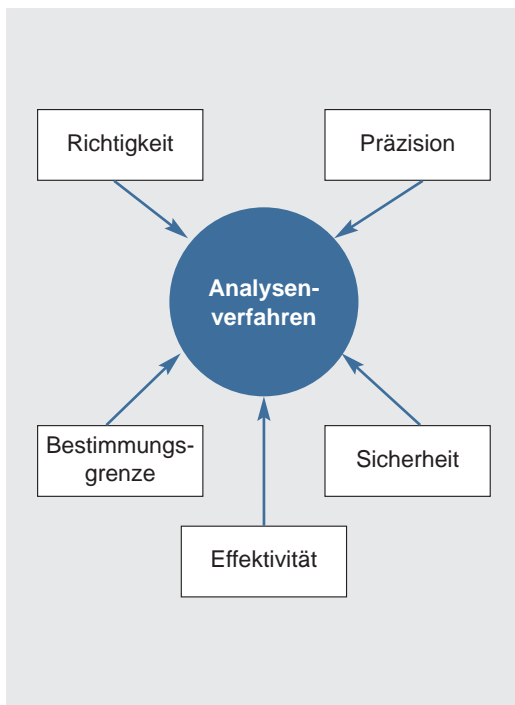 Richtigkeit
Präzision
Analysen-
verfahren
Bestimmungs-
grenze
Sicherheit
Effektivität